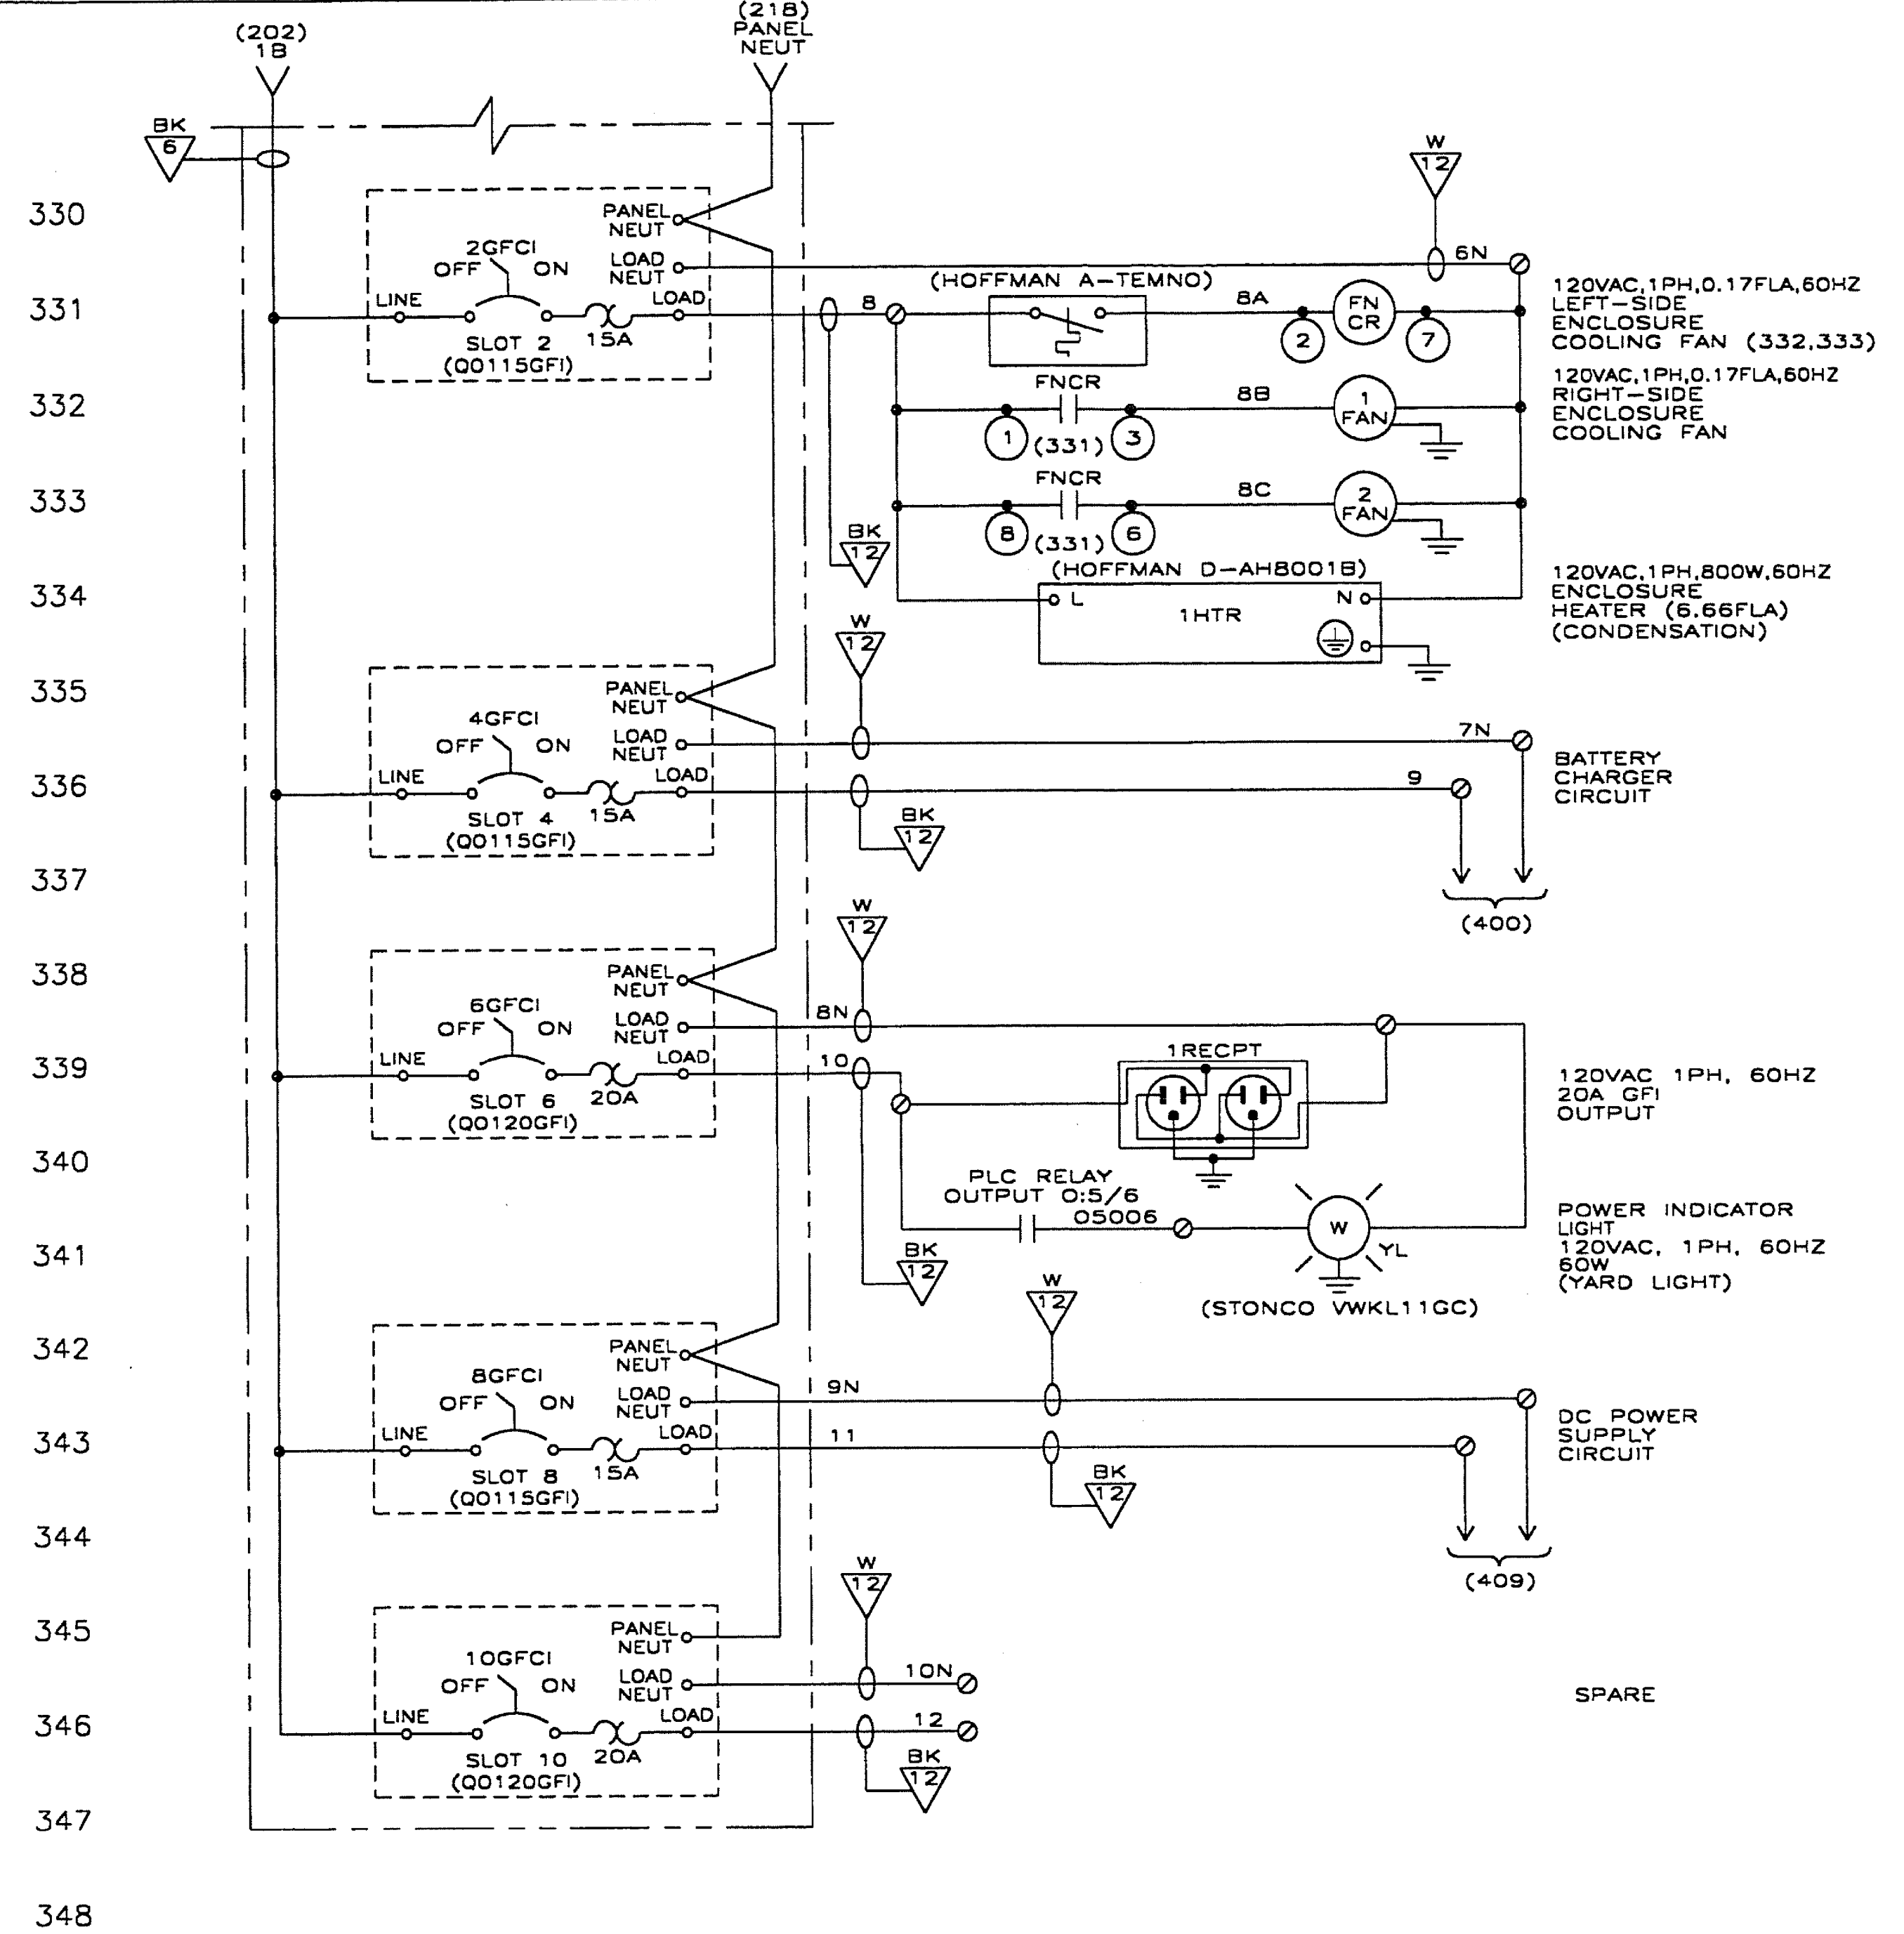 (202)
1B
(218)
PANEL
NEUT
BK
6
W
12
330
PANEL
NEUT
2GFCI
OFF ON
LOAD
NEUT
6N
(HOFFMAN A-TEMNO)
331
LINE
LOAD
8
8A
FN
CR
2
7
SLOT 2
15A
(QO115GFI)
120VAC,1PH,0.17FLA,60HZ
LEFT-SIDE
ENCLOSURE
COOLING FAN (332,333)
332
FNCR
8B
1
FAN
1
(331)
3
120VAC,1PH,0.17FLA,60HZ
RIGHT-SIDE
ENCLOSURE
COOLING FAN
333
FNCR
8C
2
FAN
8
(331)
6
BK
12
334
(HOFFMAN D-AH8001B)
L
1HTR
N
120VAC,1PH,800W,60HZ
ENCLOSURE
HEATER (6.66FLA)
(CONDENSATION)
W
12
335
PANEL
NEUT
4GFCI
OFF ON
LOAD
NEUT
7N
336
LINE
LOAD
9
SLOT 4
15A
(QO115GFI)
BATTERY
CHARGER
CIRCUIT
BK
12
337
(400)
W
12
338
PANEL
NEUT
6GFCI
OFF ON
LOAD
NEUT
8N
339
LINE
LOAD
10
SLOT 6
20A
(QO120GFI)
1RECPT
120VAC 1PH, 60HZ
20A GFI
OUTPUT
340
PLC RELAY
OUTPUT O:5/6
05006
W
YL
POWER INDICATOR
LIGHT
120VAC, 1PH, 60HZ
60W
(YARD LIGHT)
341
BK
12
(STONCO VWKL11GC)
W
12
342
PANEL
NEUT
8GFCI
OFF ON
LOAD
NEUT
9N
343
LINE
LOAD
11
SLOT 8
15A
(QO115GFI)
DC POWER
SUPPLY
CIRCUIT
BK
12
344
(409)
W
12
345
PANEL
NEUT
10GFCI
OFF ON
LOAD
NEUT
10N
346
LINE
LOAD
12
SLOT 10
20A
(QO120GFI)
SPARE
BK
12
347
348